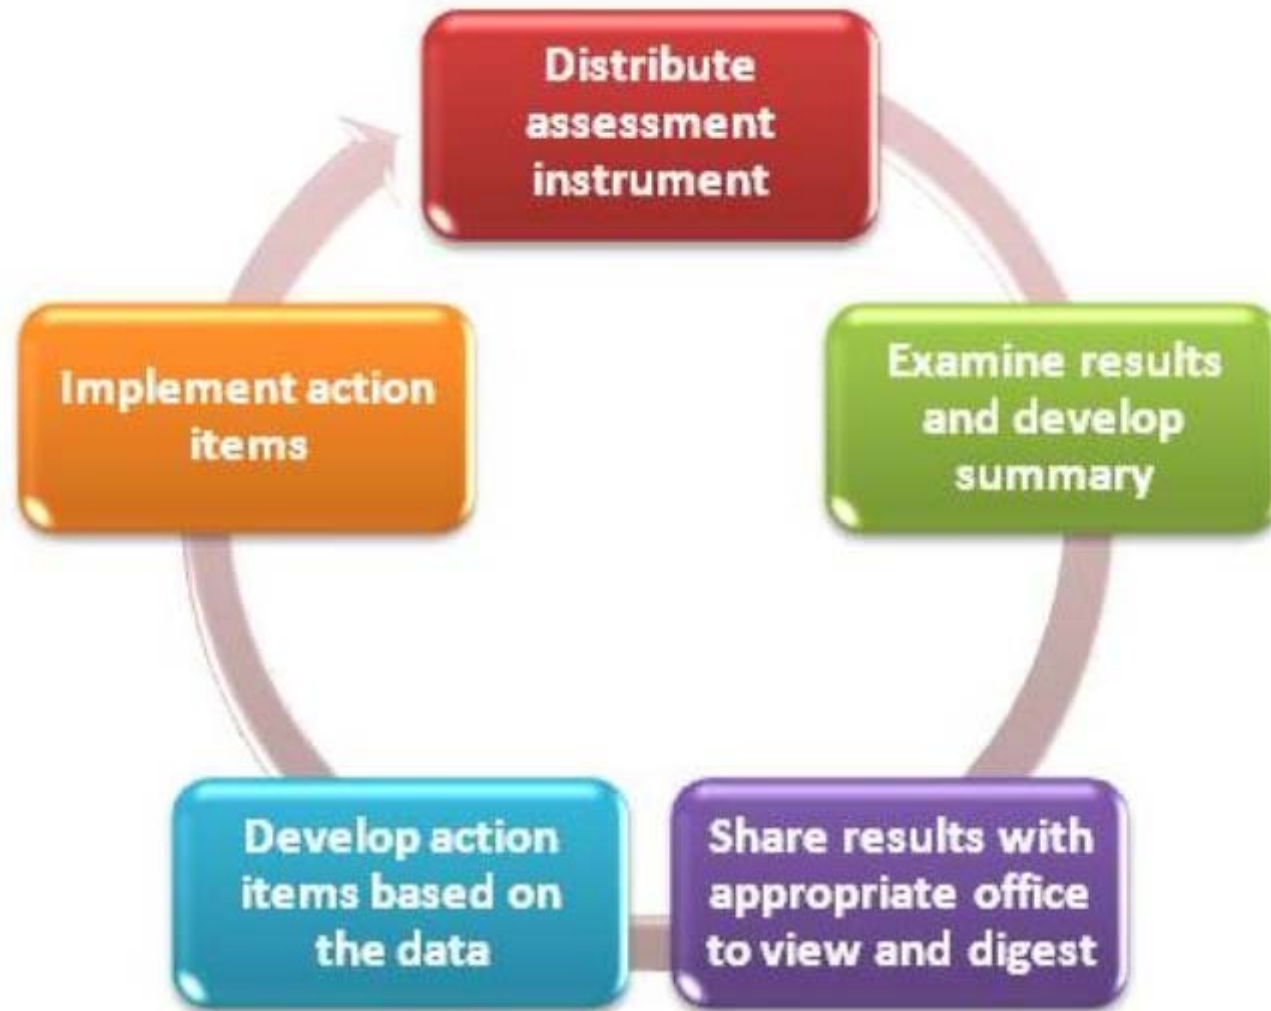 Distribute
assessment
instrument
Examine results
and develop
summary
Share results with
appropriate office
to view and digest
Develop action
items based on
the data
Implement action
items